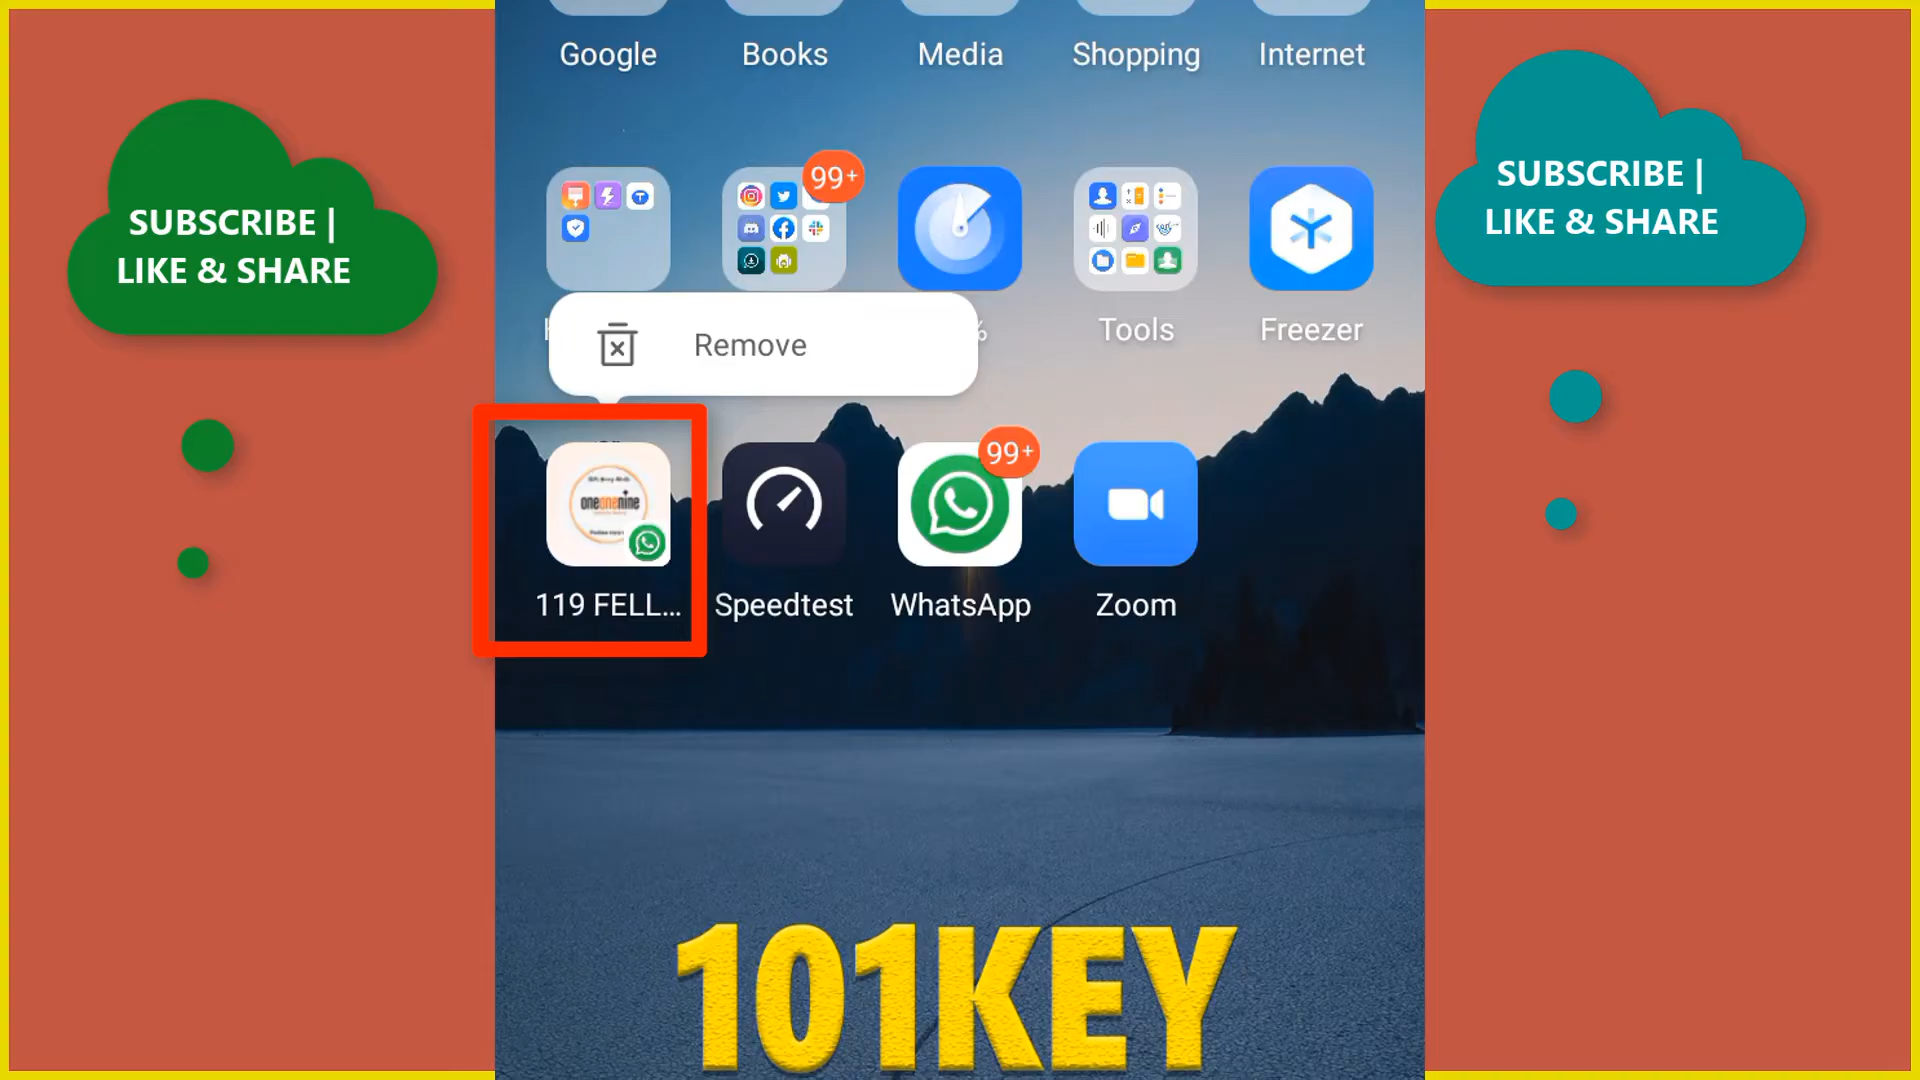 Google Books Media Shopping Internet
SUBSCRIBE |
LIKE & SHARE
SUBSCRIBE |
LIKE & SHARE
99+
% Tools Freezer
Remove
99+
oneonenine
119 FELL... Speedtest WhatsApp Zoom
101KEY